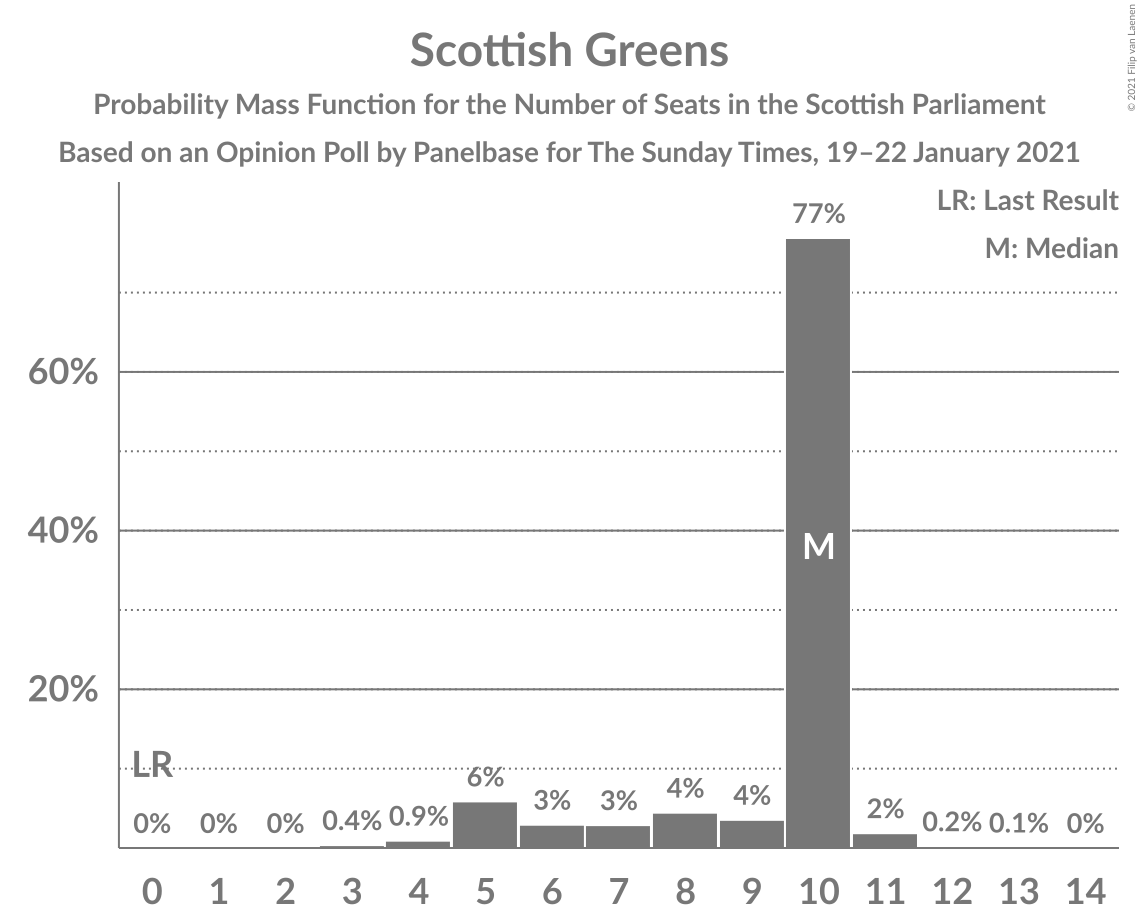 © 2021 Filip van Laenen
Scottish Greens
Probability Mass Function for the Number of Seats in the Scottish Parliament
Based on an Opinion Poll by Panelbase for The Sunday Times, 19–22 January 2021
LR: Last Result
M: Median
77%
60%
40%
M
20%
LR
0% 0% 0% 0.4% 0.9% 6% 3% 3% 4% 4% 2% 0.2% 0.1% 0%
0 1 2 3 4 5 6 7 8 9 10 11 12 13 14